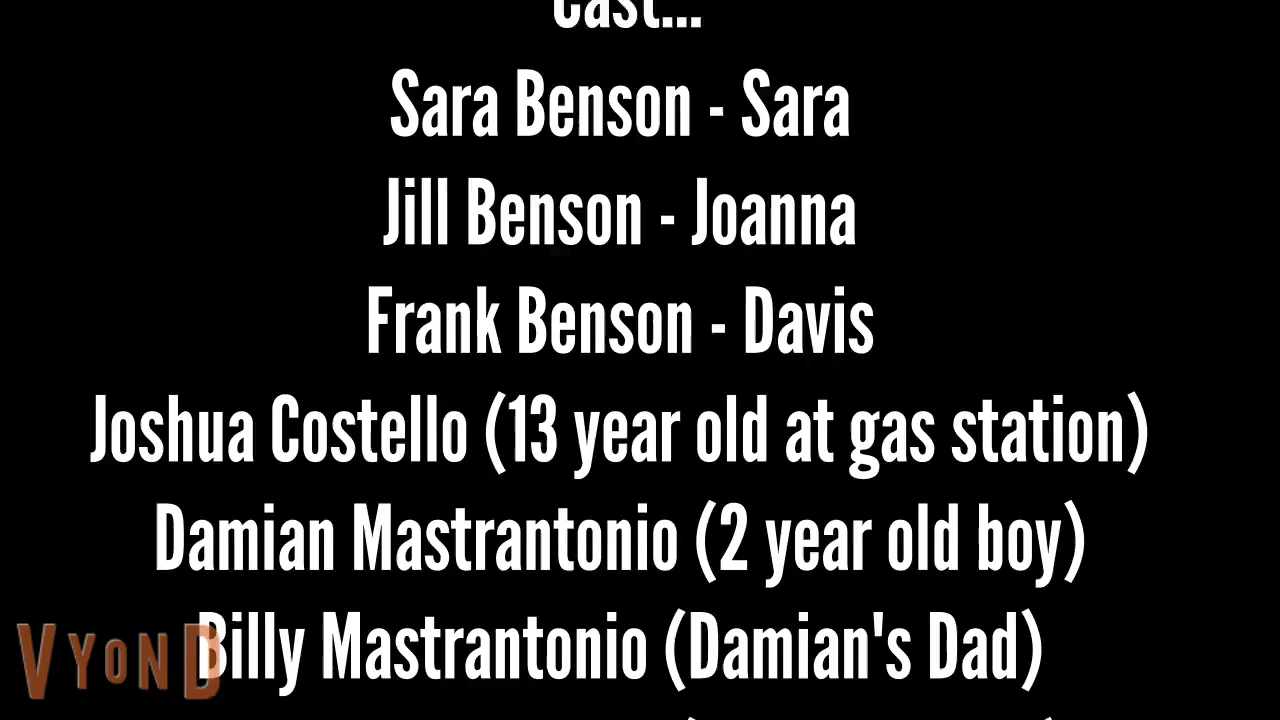 Cast...
Sara Benson - Sara
Jill Benson - Joanna
Frank Benson - Davis
Joshua Costello (13 year old at gas station)
Damian Mastrantonio (2 year old boy)
Billy Mastrantonio (Damian's Dad)
VYOND